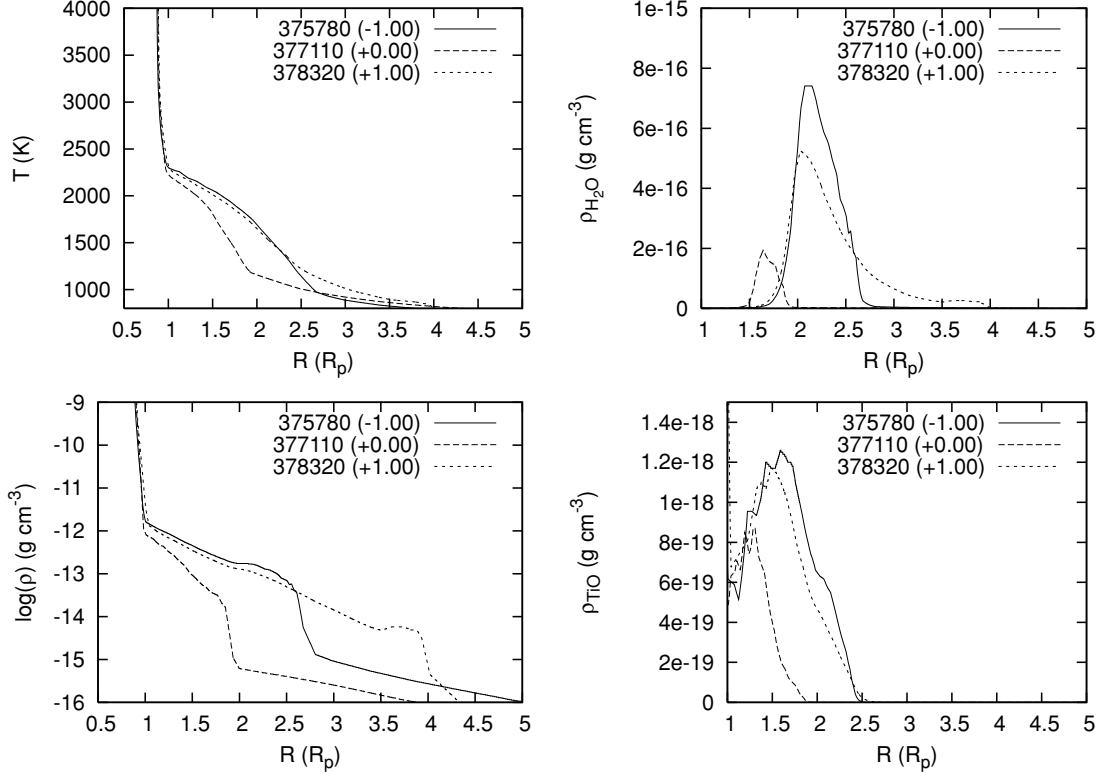 4000
3500
3000
2500
2000
1500
1000
T (K)
0.5 1 1.5 2 2.5 3 3.5 4 4.5 5
R (Rp)
375780 (-1.00)
377110 (+0.00)
378320 (+1.00)
1e-15
8e-16
6e-16
4e-16
2e-16
0
ρH2O (g cm-3)
1 1.5 2 2.5 3 3.5 4 4.5 5
R (Rp)
375780 (-1.00)
377110 (+0.00)
378320 (+1.00)
-9
-10
-11
-12
-13
-14
-15
-16
log(ρ) (g cm-3)
0.5 1 1.5 2 2.5 3 3.5 4 4.5 5
R (Rp)
375780 (-1.00)
377110 (+0.00)
378320 (+1.00)
1.4e-18
1.2e-18
1e-18
8e-19
6e-19
4e-19
2e-19
0
ρTiO (g cm-3)
1 1.5 2 2.5 3 3.5 4 4.5 5
R (Rp)
375780 (-1.00)
377110 (+0.00)
378320 (+1.00)